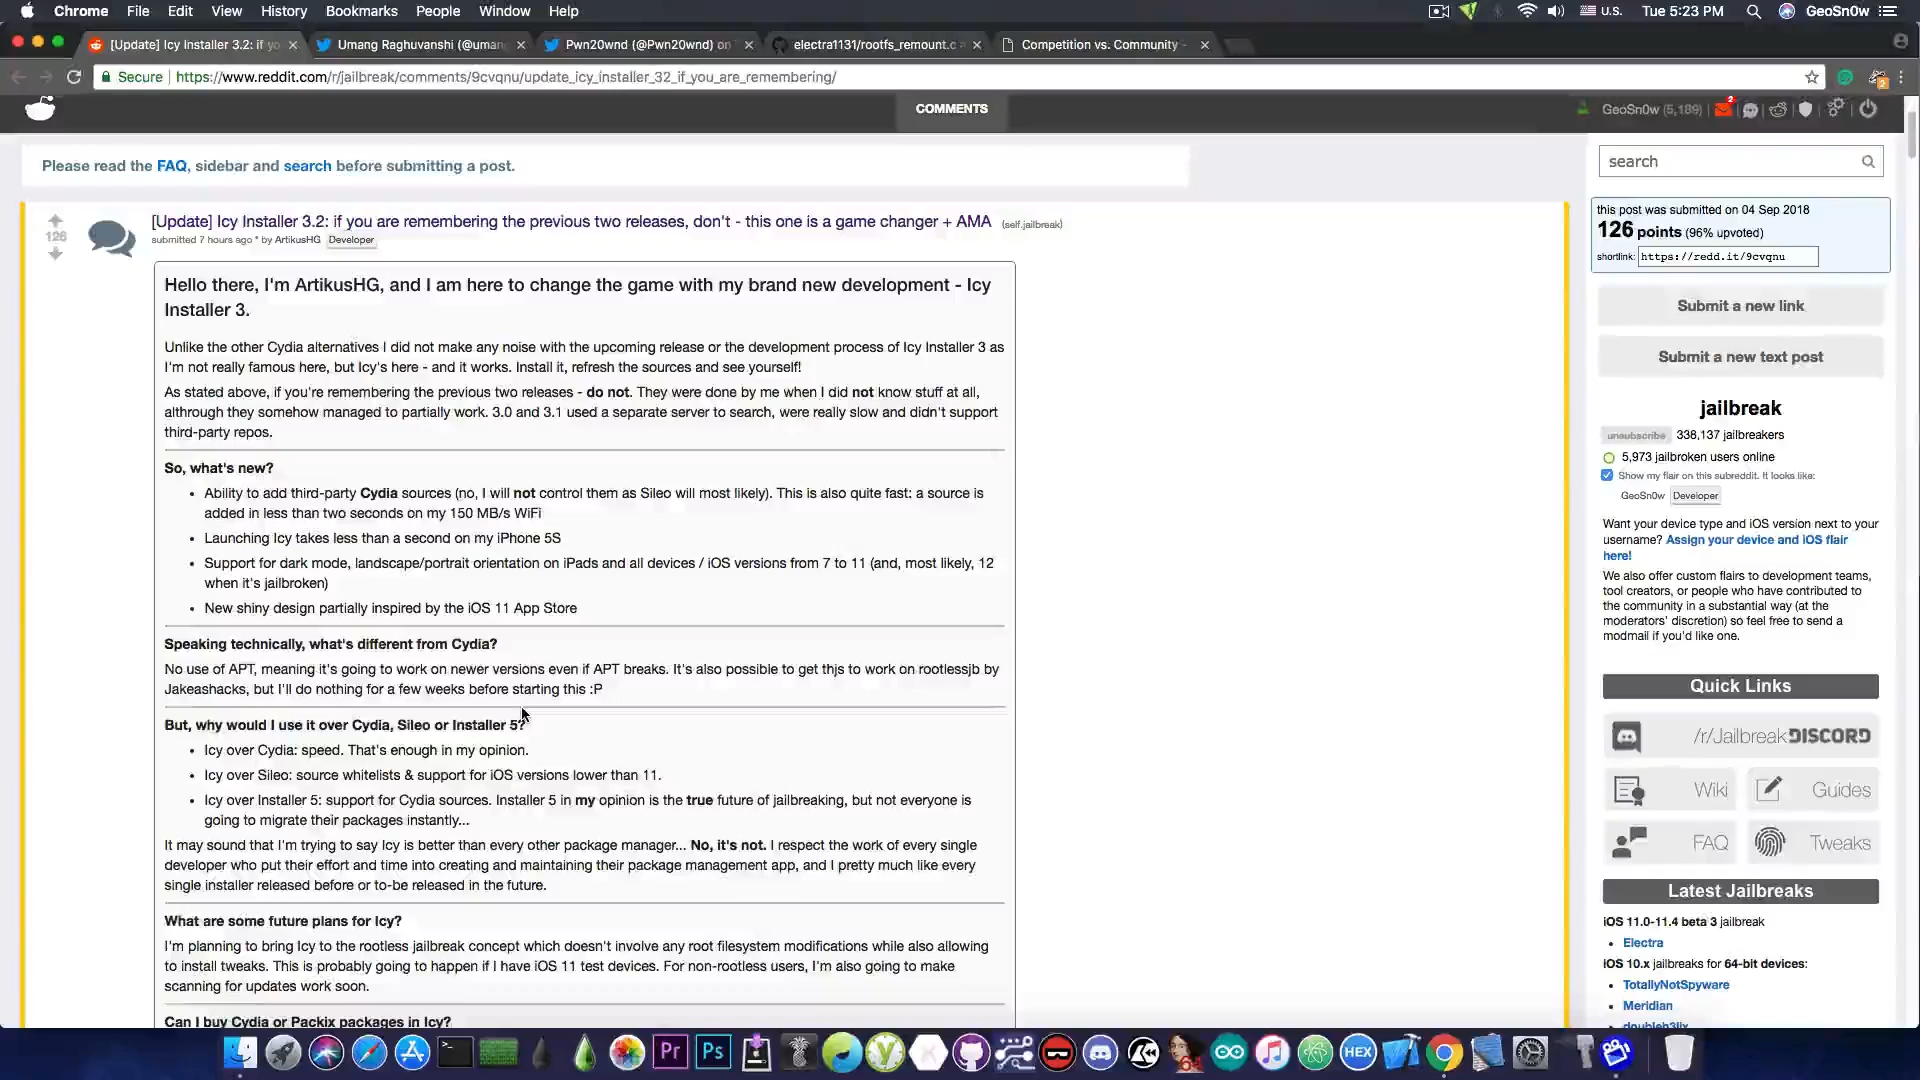 Chrome File Edit View History Bookmarks People Window Help U.S. Tue 5:23 PM GeoSn0w
[Update] Icy Installer 3.2: if yo Umang Raghuvanshi (@uman Pwn20wnd (@Pwn20wnd) on electra1131/rootfs_remount.c Competition vs. Community -
Secure https://www.reddit.com/r/jailbreak/comments/9cvqnu/update_icy_installer_32_if_you_are_remembering/
COMMENTS
GeoSn0w (5,189) 2
Please read the FAQ, sidebar and search before submitting a post.
search
126
[Update] Icy Installer 3.2: if you are remembering the previous two releases, don't - this one is a game changer + AMA (self.jailbreak)
submitted 7 hours ago * by ArtikusHG Developer
Hello there, I'm ArtikusHG, and I am here to change the game with my brand new development - Icy
Installer 3.
Unlike the other Cydia alternatives I did not make any noise with the upcoming release or the development process of Icy Installer 3 as
I'm not really famous here, but Icy's here - and it works. Install it, refresh the sources and see yourself!
As stated above, if you're remembering the previous two releases - do not. They were done by me when I did not know stuff at all,
although they somehow managed to partially work. 3.0 and 3.1 used a separate server to search, were really slow and didn't support
third-party repos.
So, what's new?
• Ability to add third-party Cydia sources (no, I will not control them as Sileo will most likely). This is also quite fast: a source is
added in less than two seconds on my 150 MB/s WiFi
• Launching Icy takes less than a second on my iPhone 5S
• Support for dark mode, landscape/portrait orientation on iPads and all devices / iOS versions from 7 to 11 (and, most likely, 12
when it's jailbroken)
• New shiny design partially inspired by the iOS 11 App Store
Speaking technically, what's different from Cydia?
No use of APT, meaning it's going to work on newer versions even if APT breaks. It's also possible to get thjs to work on rootlessjb by
Jakeashacks, but I'll do nothing for a few weeks before starting this :P
But, why would I use it over Cydia, Sileo or Installer 5?
• Icy over Cydia: speed. That's enough in my opinion.
• Icy over Sileo: source whitelists & support for iOS versions lower than 11.
• Icy over Installer 5: support for Cydia sources. Installer 5 in my opinion is the true future of jailbreaking, but not everyone is
going to migrate their packages instantly...
It may sound that I'm trying to say Icy is better than every other package manager... No, it's not. I respect the work of every single
developer who put their effort and time into creating and maintaining their package management app, and I pretty much like every
single installer released before or to-be released in the future.
What are some future plans for Icy?
I'm planning to bring Icy to the rootless jailbreak concept which doesn't involve any root filesystem modifications while also allowing
to install tweaks. This is probably going to happen if I have iOS 11 test devices. For non-rootless users, I'm also going to make
scanning for updates work soon.
Can I buy Cydia or Packix packages in Icy?
this post was submitted on 04 Sep 2018
126 points (96% upvoted)
shortlink: https://redd.it/9cvqnu
Submit a new link
Submit a new text post
jailbreak
unsubscribe 338,137 jailbreakers
5,973 jailbroken users online
Show my flair on this subreddit. It looks like:
GeoSn0w Developer
Want your device type and iOS version next to your
username? Assign your device and iOS flair
here!
We also offer custom flairs to development teams,
tool creators, or people who have contributed to
the community in a substantial way (at the
moderators' discretion) so feel free to send a
modmail if you'd like one.
Quick Links
/r/Jailbreak DISCORD
Wiki Guides
FAQ Tweaks
Latest Jailbreaks
iOS 11.0-11.4 beta 3 jailbreak
• Electra
iOS 10.x jailbreaks for 64-bit devices:
• TotallyNotSpyware
• Meridian
• doubleh3lix
Pr Ps HEX